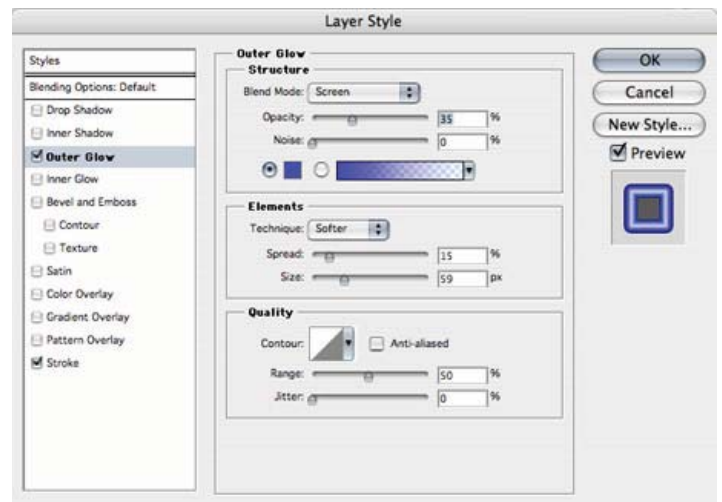 Layer Style
Styles
Blending Options: Default
Drop Shadow
Inner Shadow
Outer Glow
Inner Glow
Bevel and Emboss
Contour
Texture
Satin
Color Overlay
Gradient Overlay
Pattern Overlay
Stroke
Outer Glow
Structure
Blend Mode: Screen
Opacity: 35 %
Noise: 0 %
Elements
Technique: Softer
Spread: 15 %
Size: 59 px
Quality
Contour: Anti-aliased
Range: 50 %
Jitter: 0 %
OK
Cancel
New Style...
Preview